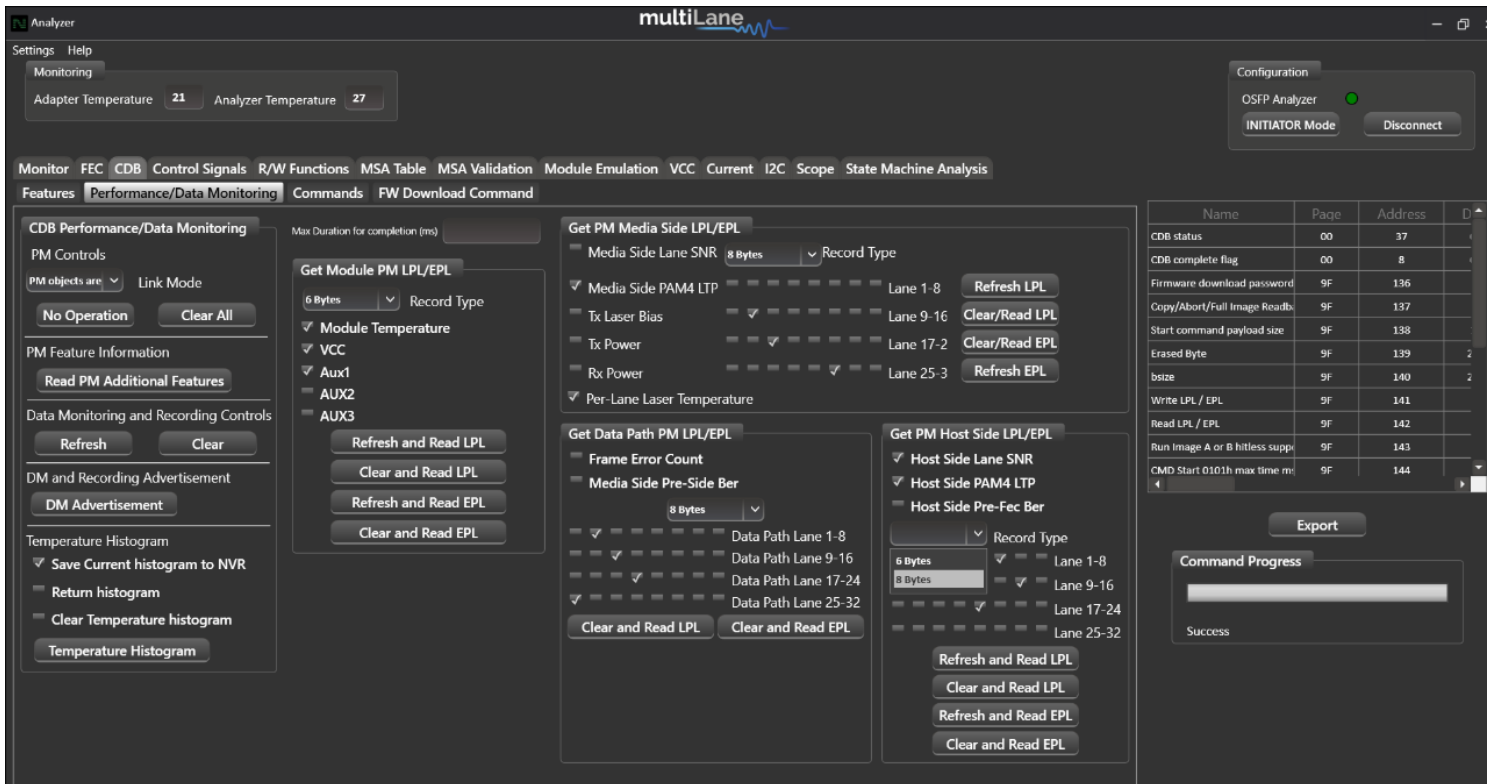 Analyzer
multiLane
Settings Help
Monitoring
Adapter Temperature 21 Analyzer Temperature 27
Configuration
OSFP Analyzer
INITIATOR Mode Disconnect
Monitor FEC CDB Control Signals R/W Functions MSA Table MSA Validation Module Emulation VCC Current I2C Scope State Machine Analysis
Features Performance/Data Monitoring Commands FW Download Command
CDB Performance/Data Monitoring
PM Controls
PM objects are Link Mode
No Operation Clear All
PM Feature Information
Read PM Additional Features
Data Monitoring and Recording Controls
Refresh Clear
DM and Recording Advertisement
DM Advertisement
Temperature Histogram
Save Current histogram to NVR
Return histogram
Clear Temperature histogram
Temperature Histogram
Max Duration for completion (ms)
Get Module PM LPL/EPL
6 Bytes Record Type
Module Temperature
VCC
Aux1
AUX2
AUX3
Refresh and Read LPL
Clear and Read LPL
Refresh and Read EPL
Clear and Read EPL
Get PM Media Side LPL/EPL
Media Side Lane SNR 8 Bytes Record Type
Media Side PAM4 LTP Lane 1-8 Refresh LPL
Tx Laser Bias Lane 9-16 Clear/Read LPL
Tx Power Lane 17-2 Clear/Read EPL
Rx Power Lane 25-3 Refresh EPL
Per-Lane Laser Temperature
Get Data Path PM LPL/EPL
Frame Error Count
Media Side Pre-Side Ber
8 Bytes
Data Path Lane 1-8
Data Path Lane 9-16
Data Path Lane 17-24
Data Path Lane 25-32
Clear and Read LPL Clear and Read EPL
Get PM Host Side LPL/EPL
Host Side Lane SNR
Host Side PAM4 LTP
Host Side Pre-Fec Ber
Record Type
6 Bytes Lane 1-8
8 Bytes Lane 9-16
Lane 17-24
Lane 25-32
Refresh and Read LPL
Clear and Read LPL
Refresh and Read EPL
Clear and Read EPL
Name Page Address D
CDB status 00 37
CDB complete flag 00 8
Firmware download password 9F 136
Copy/Abort/Full Image Readb 9F 137
Start command payload size 9F 138
Erased Byte 9F 139 2
bsize 9F 140 2
Write LPL / EPL 9F 141
Read LPL / EPL 9F 142
Run Image A or B hitless supp 9F 143
CMD Start 0101h max time m 9F 144
Export
Command Progress
Success